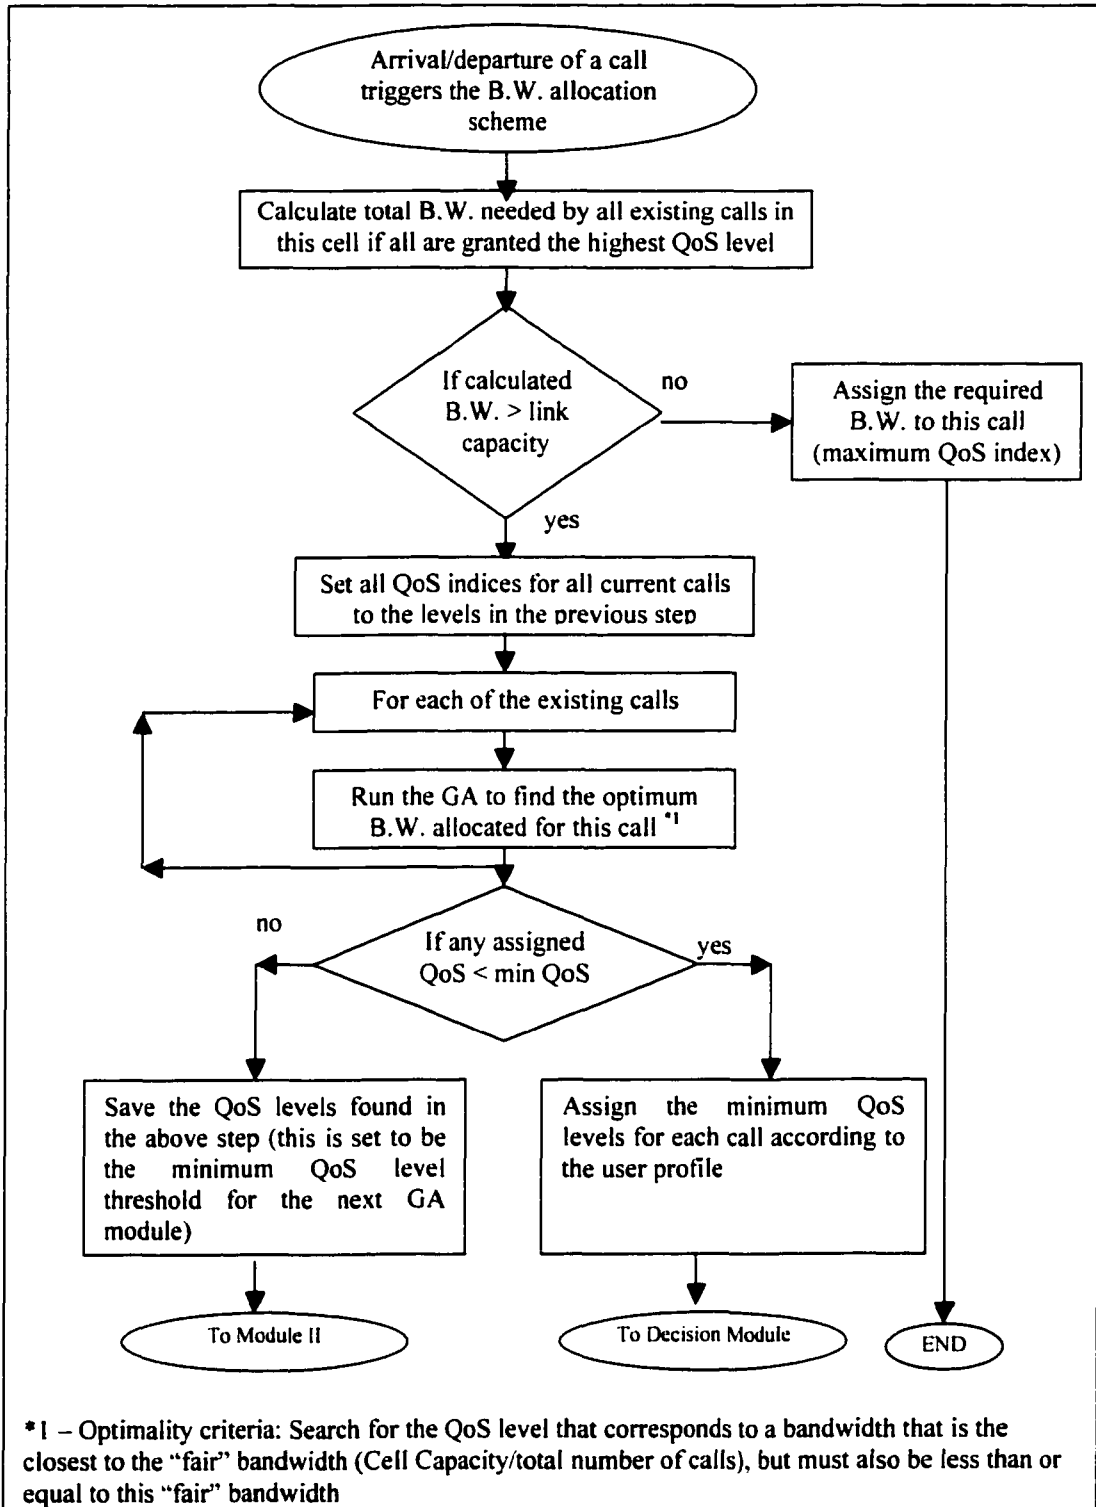 Arrival/departure of a call
triggers the B.W. allocation
scheme
Calculate total B.W. needed by all existing calls in
this cell if all are granted the highest QoS level
If calculated
B.W. > link
capacity
no
Assign the required
B.W. to this call
(maximum QoS index)
yes
Set all QoS indices for all current calls
to the levels in the previous step
For each of the existing calls
Run the GA to find the optimum
B.W. allocated for this call *1
no
If any assigned
QoS < min QoS
yes
Save the QoS levels found in
the above step (this is set to be
the minimum QoS level
threshold for the next GA
module)
Assign the minimum QoS
levels for each call according to
the user profile
To Module II
To Decision Module
END
*1 – Optimality criteria: Search for the QoS level that corresponds to a bandwidth that is the
closest to the “fair” bandwidth (Cell Capacity/total number of calls), but must also be less than or
equal to this “fair” bandwidth